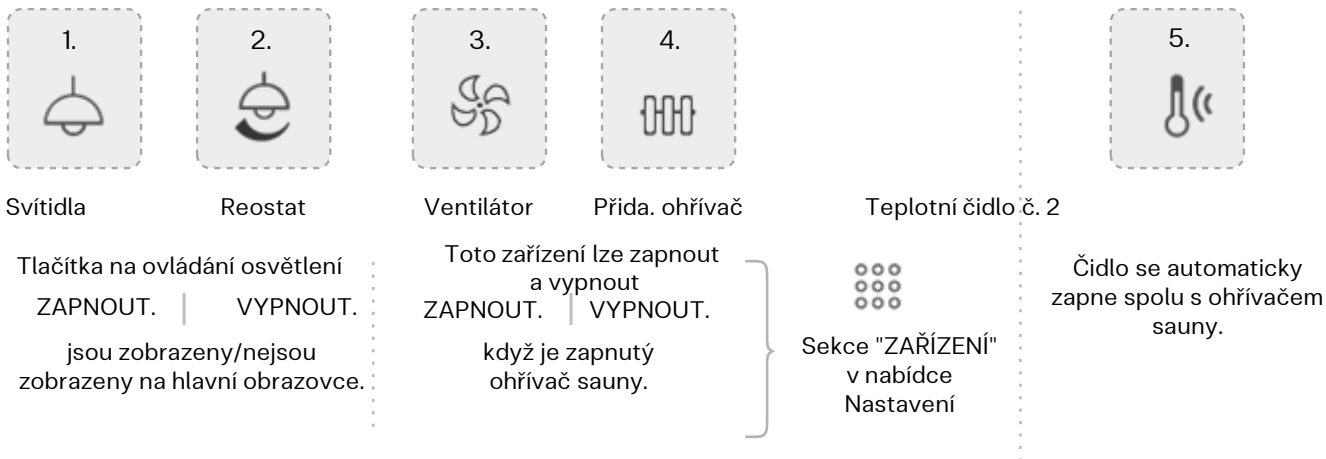 1.
2.
3.
4.
5.
Svítidla
Reostat
Ventilátor
Přida. ohřívač
Teplotní čidlo č. 2
Tlačítka na ovládání osvětlení
ZAPNOUT. | VYPNOUT.
jsou zobrazeny/nejsou
zobrazeny na hlavní obrazovce.
Toto zařízení lze zapnout
a vypnout
ZAPNOUT. | VYPNOUT.
když je zapnutý
ohřívač sauny.
Sekce "ZAŘÍZENÍ"
v nabídce
Nastavení
Čidlo se automaticky
zapne spolu s ohřívačem
sauny.